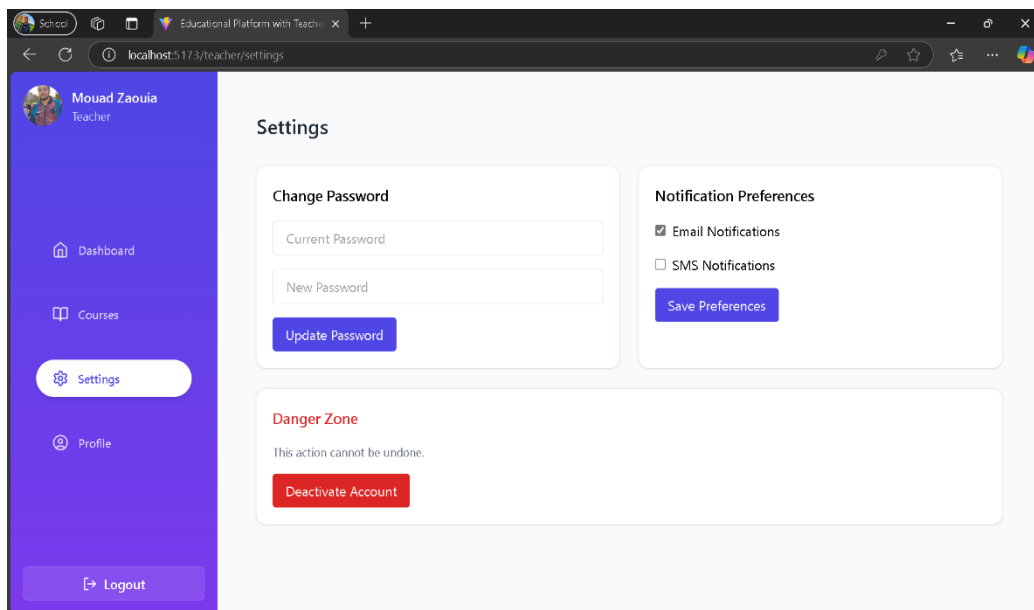 School
Educational Platform with Teache
localhost:5173/teacher/settings
Mouad Zaouia
Teacher
Dashboard
Courses
Settings
Profile
Logout
Settings
Change Password
Current Password
New Password
Update Password
Notification Preferences
Email Notifications
SMS Notifications
Save Preferences
Danger Zone
This action cannot be undone.
Deactivate Account